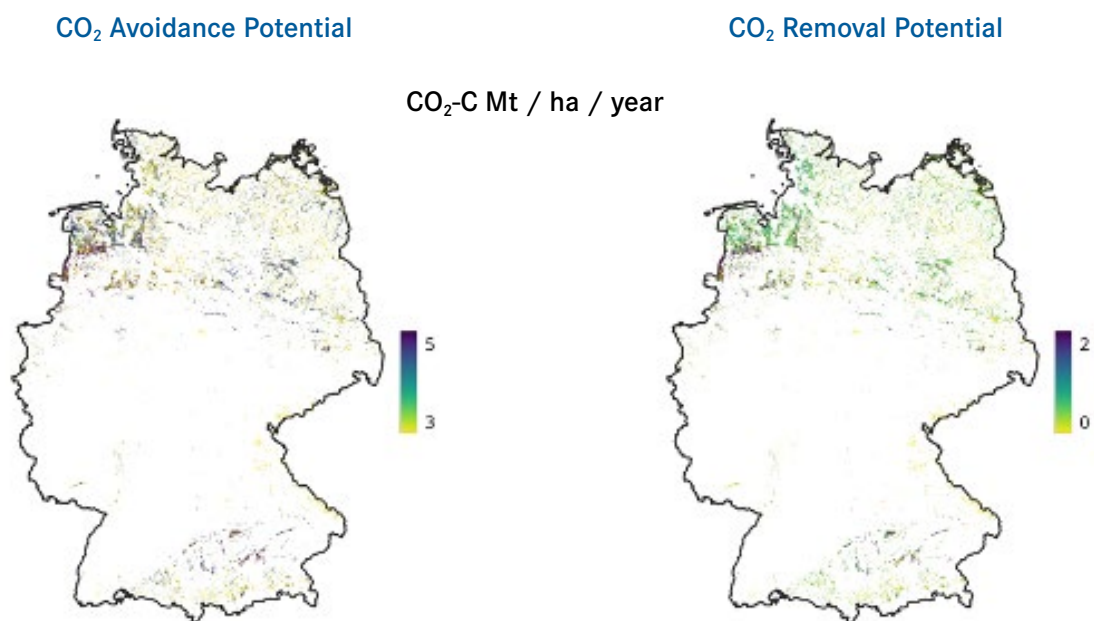 CO₂ Avoidance Potential
CO₂ Removal Potential
CO₂-C Mt / ha / year
5
3
2
0